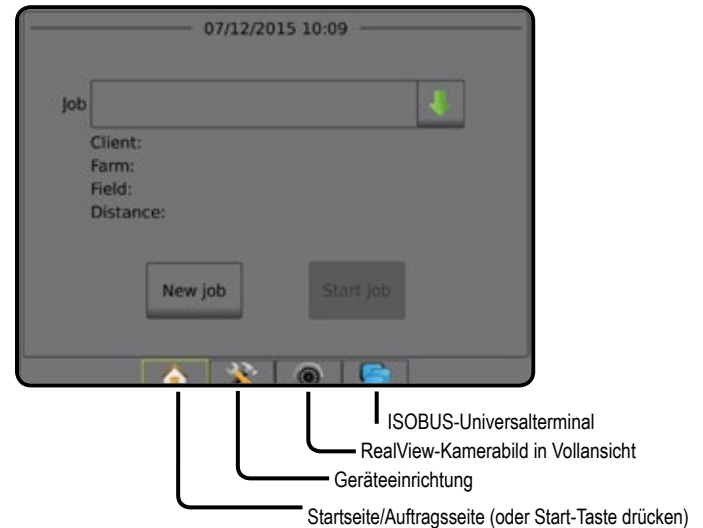 07/12/2015 10:09
Job
Client:
Farm:
Field:
Distance:
New job
Start job
ISOBUS-Universalterminal
RealView-Kamerabild in Vollansicht
Geräteeinrichtung
Startseite/Auftragsseite (oder Start-Taste drücken)